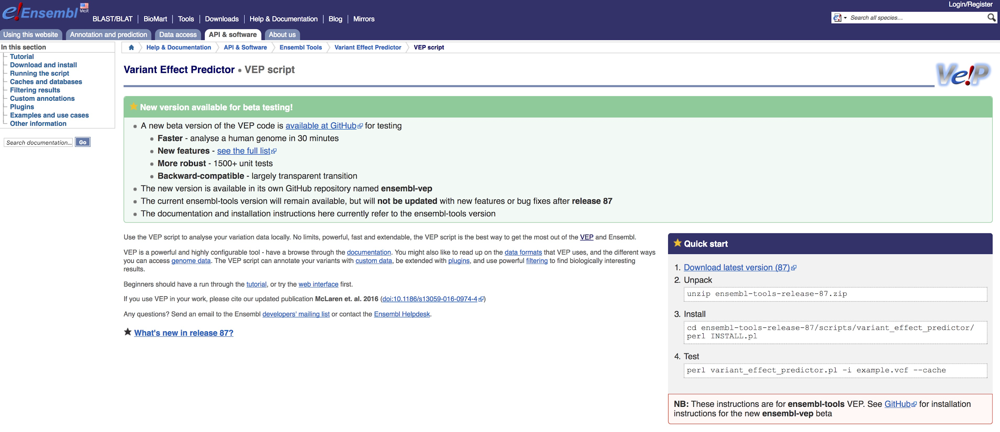 Login/Register
e!Ensembl West
BLAST/BLAT | BioMart | Tools | Downloads | Help & Documentation | Blog | Mirrors
Search all species...
Using this website
Annotation and prediction
Data access
API & software
About us
In this section
Tutorial
Download and install
Running the script
Caches and databases
Filtering results
Custom annotations
Plugins
Examples and use cases
Other information
Search documentation... Go
Help & Documentation API & Software Ensembl Tools Variant Effect Predictor VEP script
Variant Effect Predictor • VEP script
Ve!P
New version available for beta testing!
• A new beta version of the VEP code is available at GitHub for testing
• Faster - analyse a human genome in 30 minutes
• New features - see the full list
• More robust - 1500+ unit tests
• Backward-compatible - largely transparent transition
• The new version is available in its own GitHub repository named ensembl-vep
• The current ensembl-tools version will remain available, but will not be updated with new features or bug fixes after release 87
• The documentation and installation instructions here currently refer to the ensembl-tools version
Use the VEP script to analyse your variation data locally. No limits, powerful, fast and extendable, the VEP script is the best way to get the most out of the VEP and Ensembl.
VEP is a powerful and highly configurable tool - have a browse through the documentation. You might also like to read up on the data formats that VEP uses, and the different ways
you can access genome data. The VEP script can annotate your variants with custom data, be extended with plugins, and use powerful filtering to find biologically interesting
results.
Beginners should have a run through the tutorial, or try the web interface first.
If you use VEP in your work, please cite our updated publication McLaren et. al. 2016 (doi:10.1186/s13059-016-0974-4)
Any questions? Send an email to the Ensembl developers' mailing list or contact the Ensembl Helpdesk.
★ What's new in release 87?
Quick start
1. Download latest version (87)
2. Unpack
unzip ensembl-tools-release-87.zip
3. Install
cd ensembl-tools-release-87/scripts/variant_effect_predictor/
perl INSTALL.pl
4. Test
perl variant_effect_predictor.pl -i example.vcf --cache
NB: These instructions are for ensembl-tools VEP. See GitHub for installation
instructions for the new ensembl-vep beta